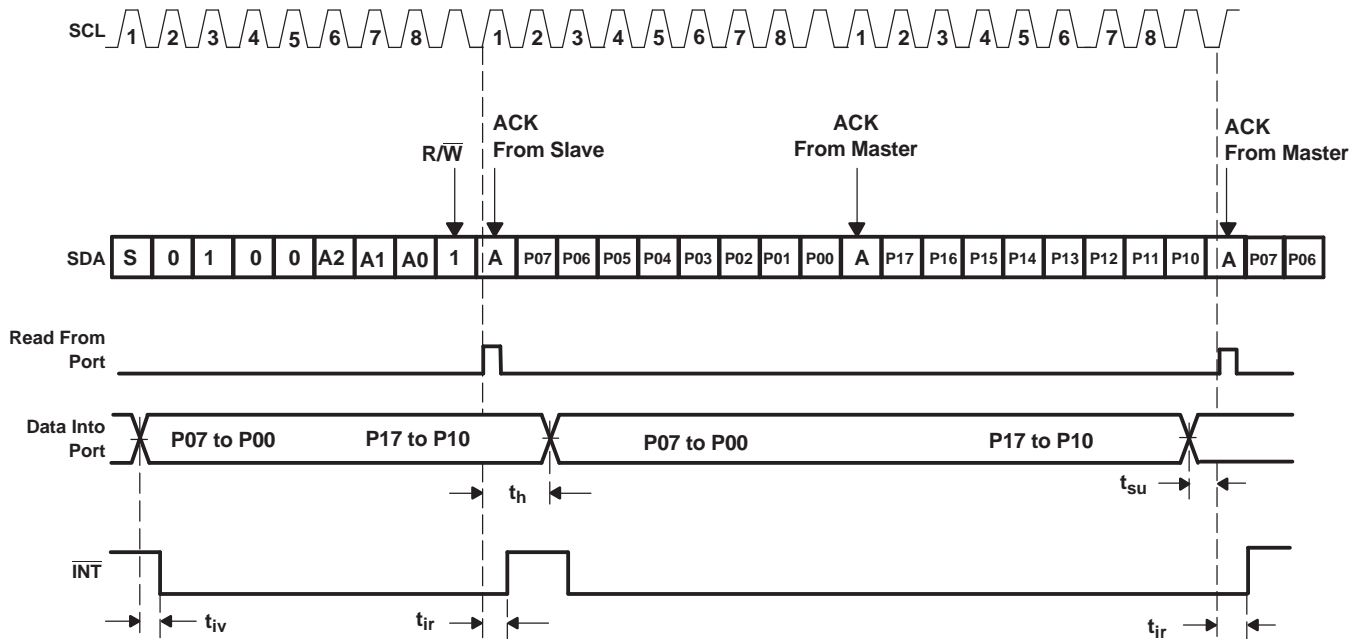 SCL 1 2 3 4 5 6 7 8 1 2 3 4 5 6 7 8 1 2 3 4 5 6 7 8
R/W̅
ACK
From Slave
ACK
From Master
ACK
From Master
SDA S 0 1 0 0 A2 A1 A0 1 A P07 P06 P05 P04 P03 P02 P01 P00 A P17 P16 P15 P14 P13 P12 P11 P10 A P07 P06
Read From
Port
Data Into
Port
P07 to P00 P17 to P10 P07 to P00 P17 to P10
th tsu
I̅N̅T̅
tiv tir tir